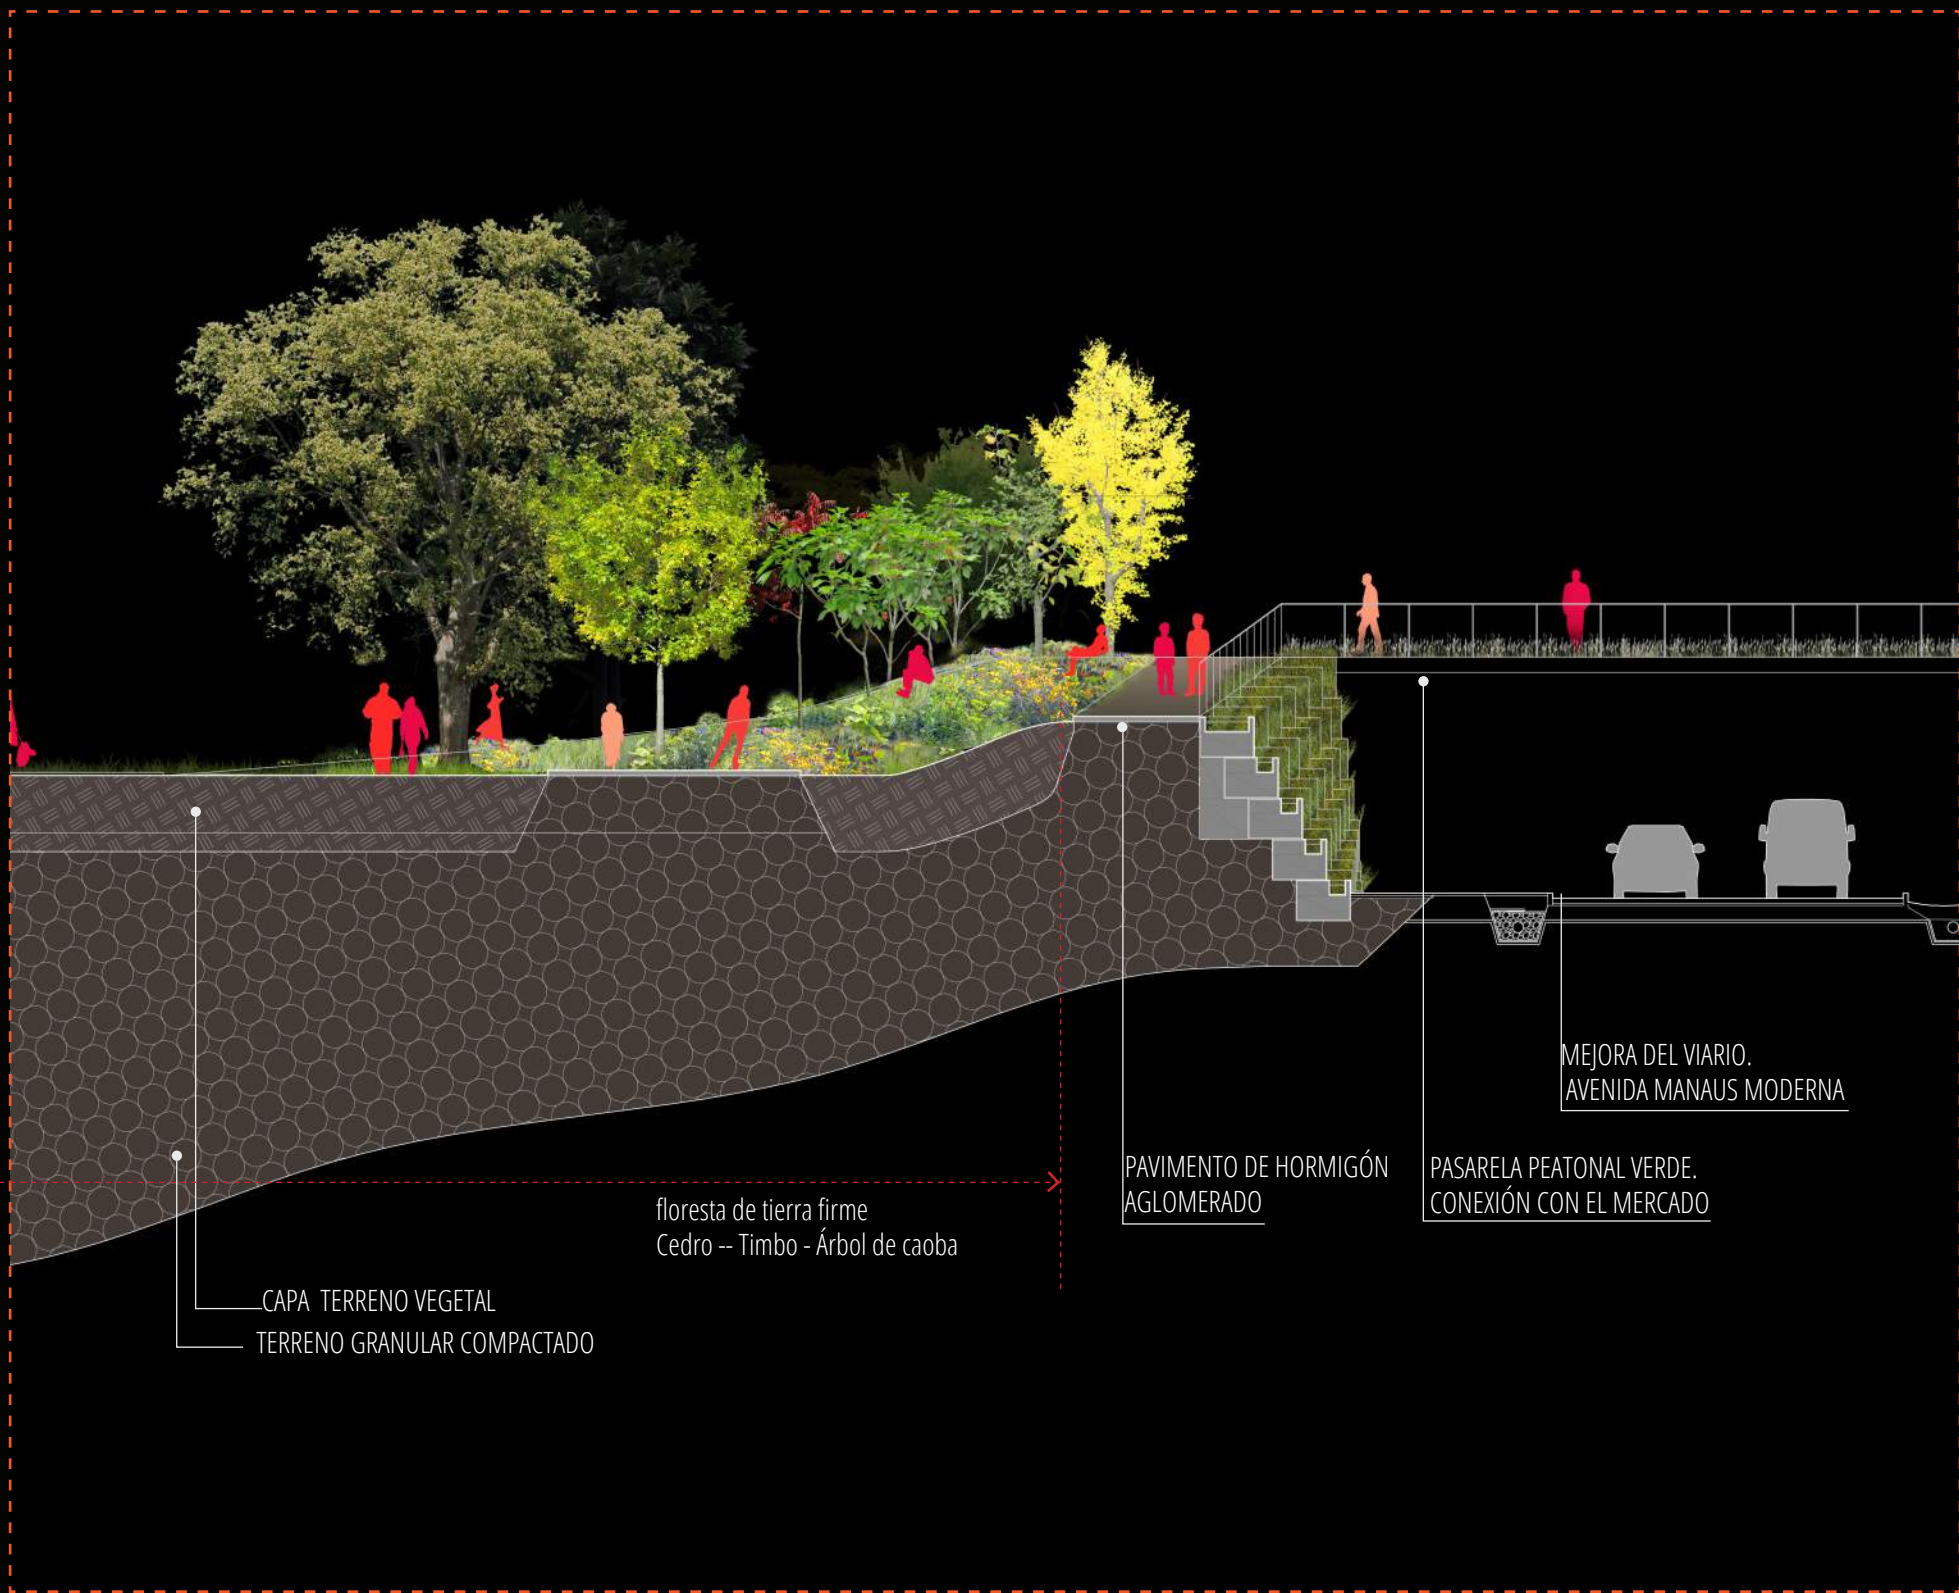 MEJORA DEL VIARIO.
AVENIDA MANAUS MODERNA
PAVIMENTO DE HORMIGÓN
AGLOMERADO
PASARELA PEATONAL VERDE.
CONEXIÓN CON EL MERCADO
floresta de tierra firme
Cedro -- Timbo - Árbol de caoba
CAPA TERRENO VEGETAL
TERRENO GRANULAR COMPACTADO